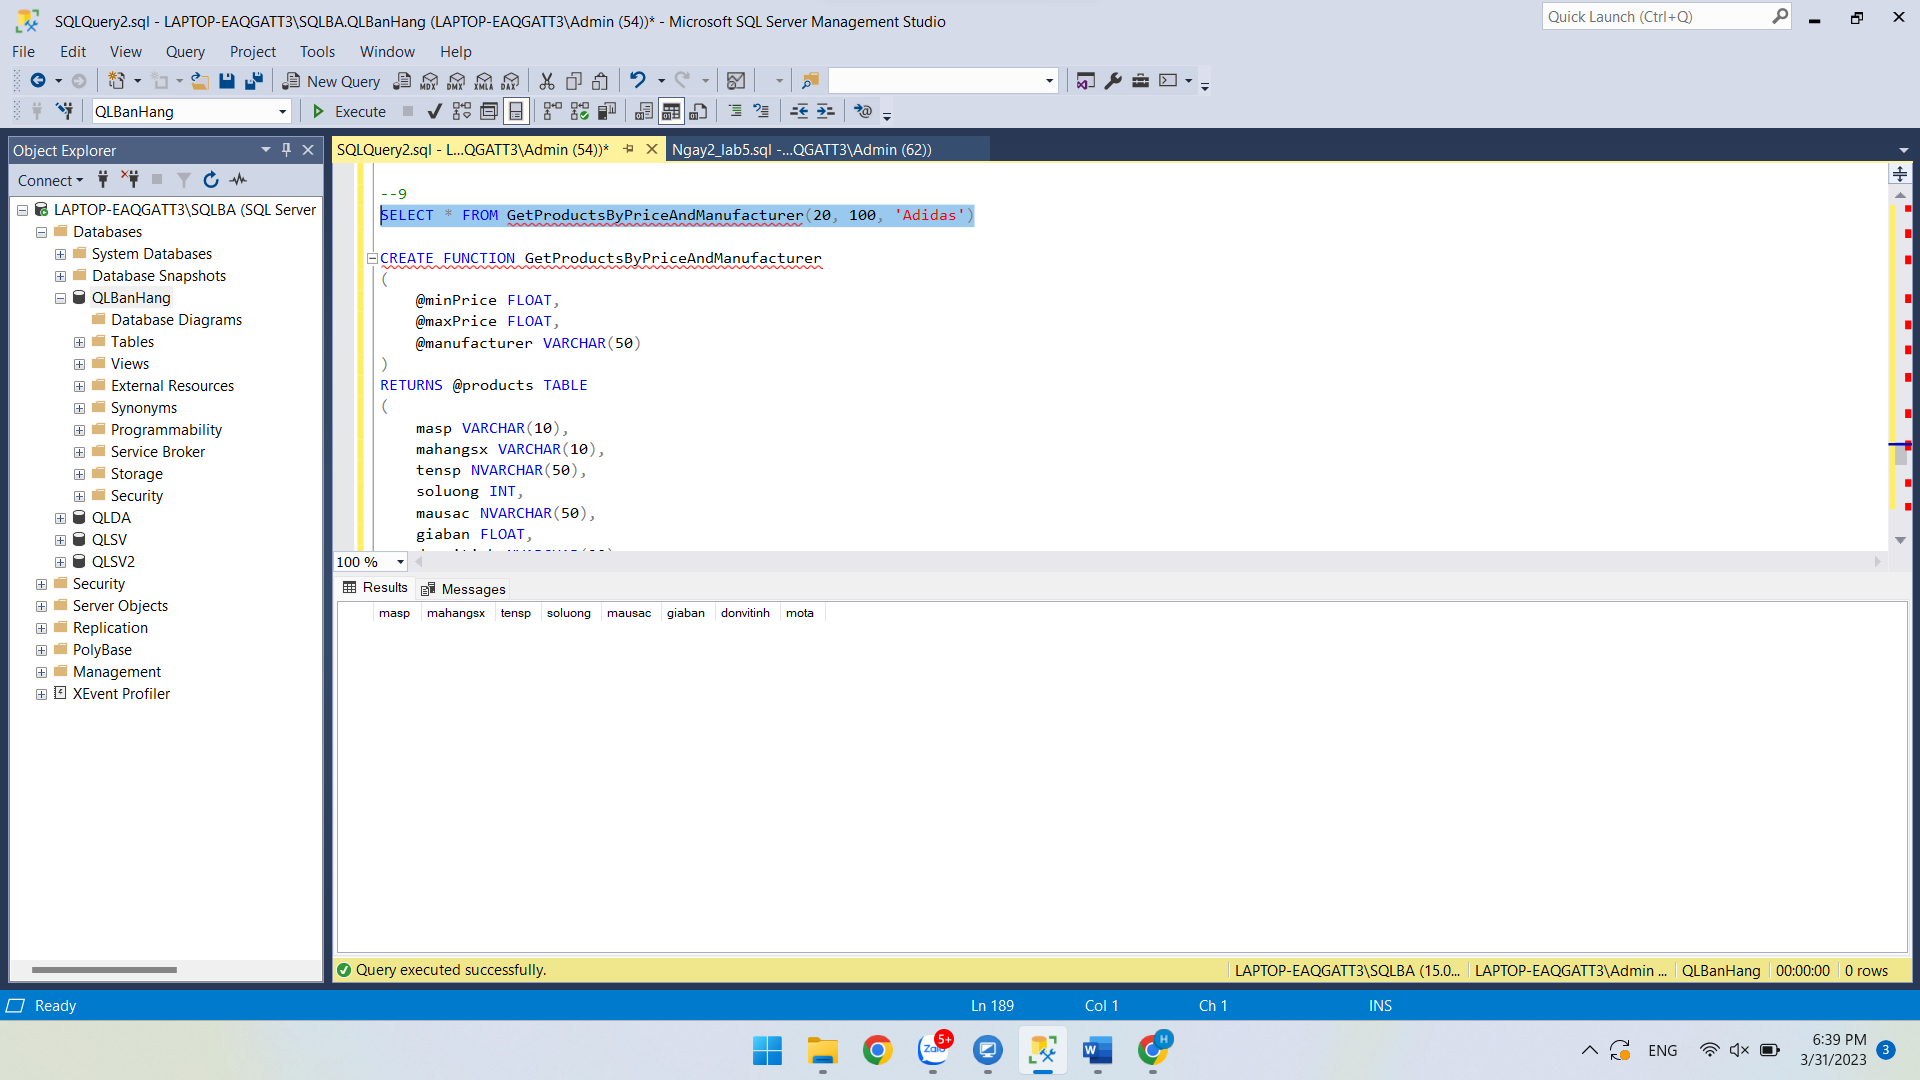 SQLQuery2.sql - LAPTOP-EAQGATT3\SQLBA.QLBanHang (LAPTOP-EAQGATT3\Admin (54))* - Microsoft SQL Server Management Studio
Quick Launch (Ctrl+Q)
File Edit View Query Project Tools Window Help
New Query MDX DMX XMLA DAX
QLBanHang Execute
Object Explorer
SQLQuery2.sql - L...QGATT3\Admin (54))*
Ngay2_lab5.sql -...QGATT3\Admin (62))
Connect
LAPTOP-EAQGATT3\SQLBA (SQL Server
Databases
System Databases
Database Snapshots
QLBanHang
Database Diagrams
Tables
Views
External Resources
Synonyms
Programmability
Service Broker
Storage
Security
QLDA
QLSV
QLSV2
Security
Server Objects
Replication
PolyBase
Management
XEvent Profiler
--9
SELECT * FROM GetProductsByPriceAndManufacturer(20, 100, 'Adidas')
CREATE FUNCTION GetProductsByPriceAndManufacturer
(
@minPrice FLOAT,
@maxPrice FLOAT,
@manufacturer VARCHAR(50)
)
RETURNS @products TABLE
(
masp VARCHAR(10),
mahangsx VARCHAR(10),
tensp NVARCHAR(50),
soluong INT,
mausac NVARCHAR(50),
giaban FLOAT,
100 %
Results Messages
masp mahangsx tensp soluong mausac giaban donvitinh mota
Query executed successfully.
LAPTOP-EAQGATT3\SQLBA (15.0... LAPTOP-EAQGATT3\Admin ... QLBanHang 00:00:00 0 rows
Ready Ln 189 Col 1 Ch 1 INS
Zalo 5+ W H
ENG
6:39 PM
3/31/2023
3